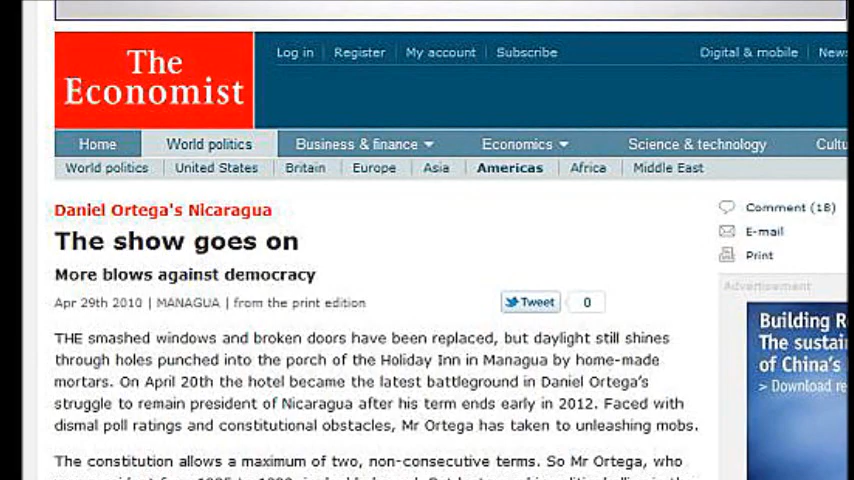 The
Economist
Log in | Register | My account | Subscribe
Digital & mobile | News
Home World politics Business & finance Economics Science & technology Cultu
World politics | United States | Britain | Europe | Asia | Americas | Africa | Middle East
Daniel Ortega's Nicaragua
The show goes on
More blows against democracy
Apr 29th 2010 | MANAGUA | from the print edition
Tweet 0
THE smashed windows and broken doors have been replaced, but daylight still shines
through holes punched into the porch of the Holiday Inn in Managua by home-made
mortars. On April 20th the hotel became the latest battleground in Daniel Ortega's
struggle to remain president of Nicaragua after his term ends early in 2012. Faced with
dismal poll ratings and constitutional obstacles, Mr Ortega has taken to unleashing mobs.
The constitution allows a maximum of two, non-consecutive terms. So Mr Ortega, who
Comment (18)
E-mail
Print
Advertisement
Building R
The sustai
of China's
> Download re